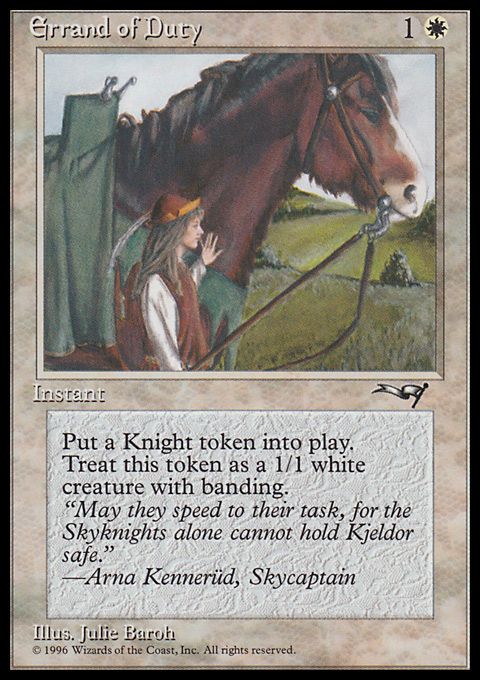 Errand of Duty 1
Instant
Put a Knight token into play.
Treat this token as a 1/1 white
creature with banding.
“May they speed to their task, for the
Skyknights alone cannot hold Kjeldor
safe.”
—Arna Kennerüd, Skycaptain
Illus. Julie Baroh
© 1996 Wizards of the Coast, Inc. All rights reserved.